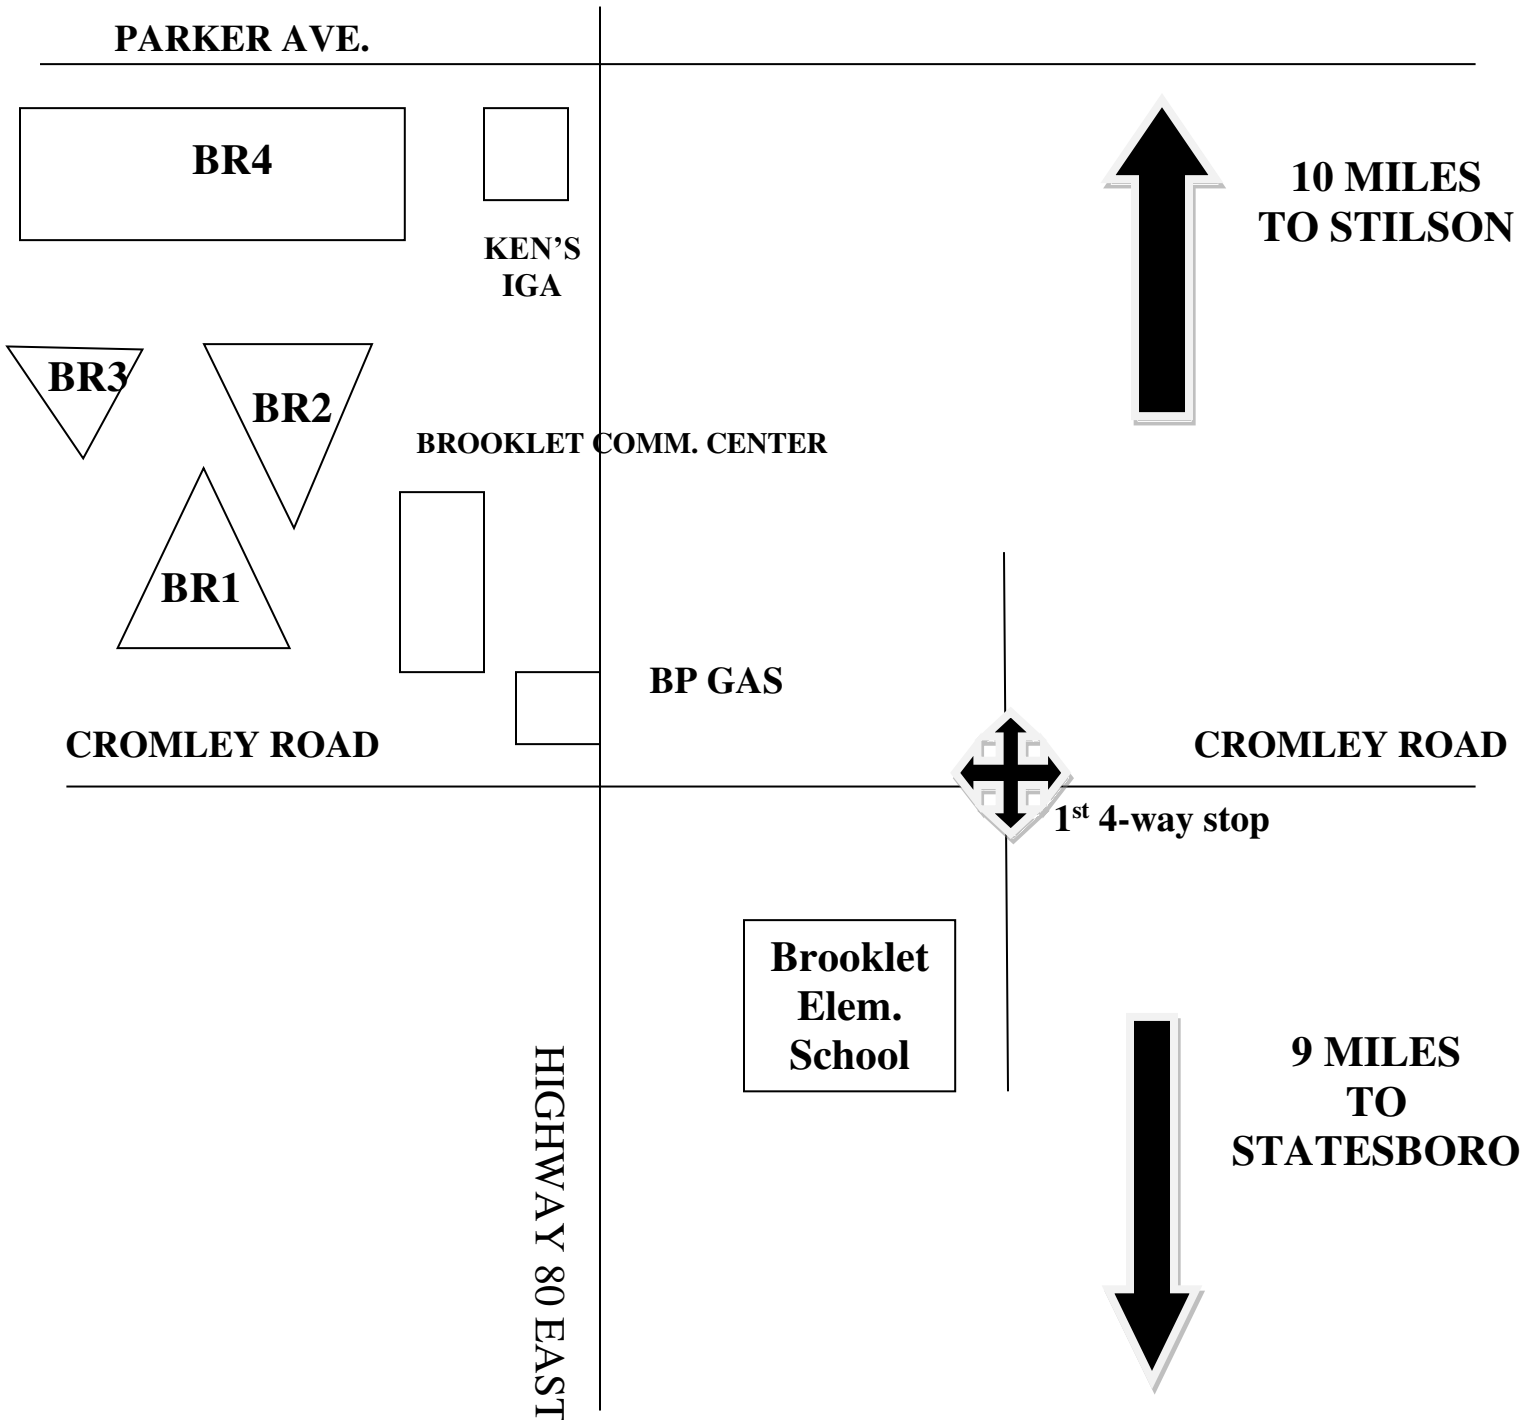 PARKER AVE.
BR4
10 MILES
TO STILSON
KEN’S
IGA
BR3
BR2
BROOKLET COMM. CENTER
BR1
BP GAS
CROMLEY ROAD
CROMLEY ROAD
1st 4-way stop
Brooklet
Elem.
School
9 MILES
TO
STATESBORO
HIGHWAY 80 EAST